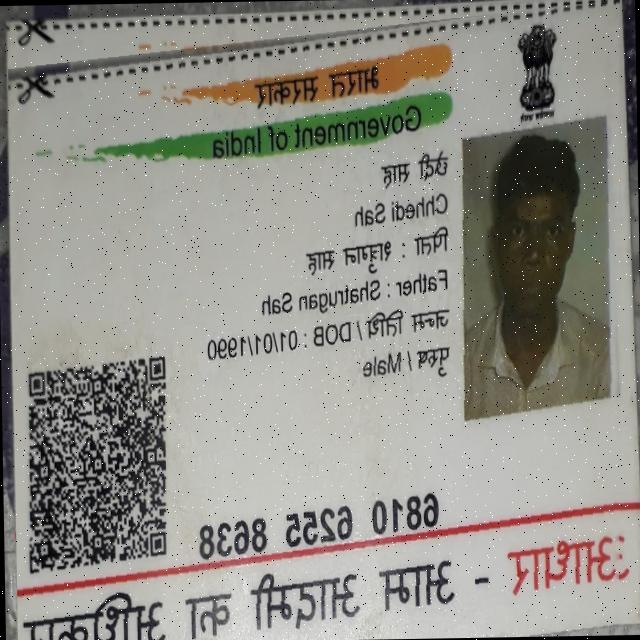 भारत सरकार
Government of India
छेदी साह
Chhedi Sah
पिता : शत्रुगन साह
Father : Shatrugan Sah
जन्म तिथि / DOB : 01/01/1990
पुरुष / Male
6810 6255 8638
आधार - आम आदमी का अधिकार